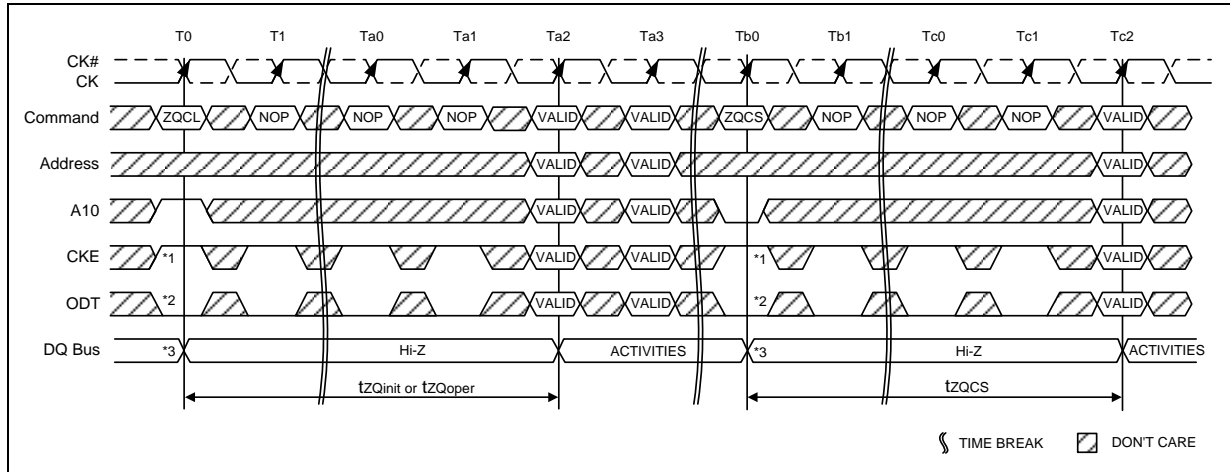 T0 T1 Ta0 Ta1 Ta2 Ta3 Tb0 Tb1 Tc0 Tc1 Tc2
CK#
CK
Command ZQCL NOP NOP NOP VALID VALID ZQCS NOP NOP NOP VALID
Address VALID VALID VALID
A10 VALID VALID VALID
CKE *1 VALID VALID *1 VALID
ODT *2 VALID VALID *2 VALID
DQ Bus *3 Hi-Z ACTIVITIES *3 Hi-Z ACTIVITIES
tZQinit or tZQoper tZQCS
TIME BREAK DON'T CARE